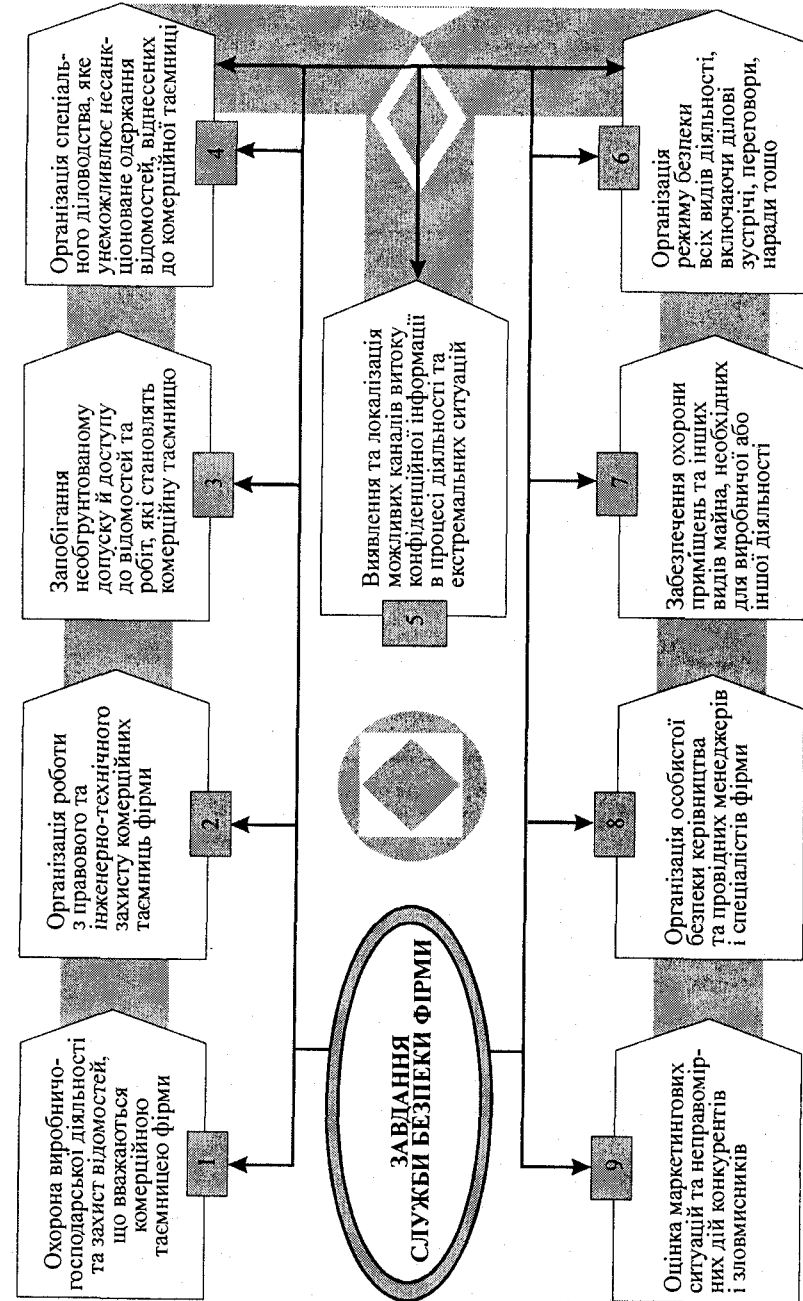 Охорона виробничо-
господарської діяльності
та захист відомостей,
що вважаються
комерційною
таємницею фірми
1
Організація роботи
з правового та
інженерно-технічного
захисту комерційних
таємниць фірми
2
Запобігання
необгрунтованому
допуску й доступу
до відомостей та
робіт, які становлять
комерційну таємницю
3
Організація спеціаль-
ного діловодства, яке
унеможливлює несанк-
ціоноване одержання
відомостей, віднесених
до комерційної таємниці
4
ЗАВДАННЯ
СЛУЖБИ БЕЗПЕКИ ФІРМИ
5
Виявлення та локалізація
можливих каналів витоку
конфіденційної інформації
в процесі діяльності та
екстремальних ситуацій
9
Оцінка маркетингових
ситуацій та неправомір-
них дій конкурентів
і зловмисників
8
Організація особистої
безпеки керівництва
та провідних менеджерів
і спеціалістів фірми
7
Забезпечення охорони
приміщень та інших
видів майна, необхідних
для виробничої або
іншої діяльності
6
Організація
режиму безпеки
всіх видів діяльності,
включаючи ділові
зустрічі, переговори,
наради тощо